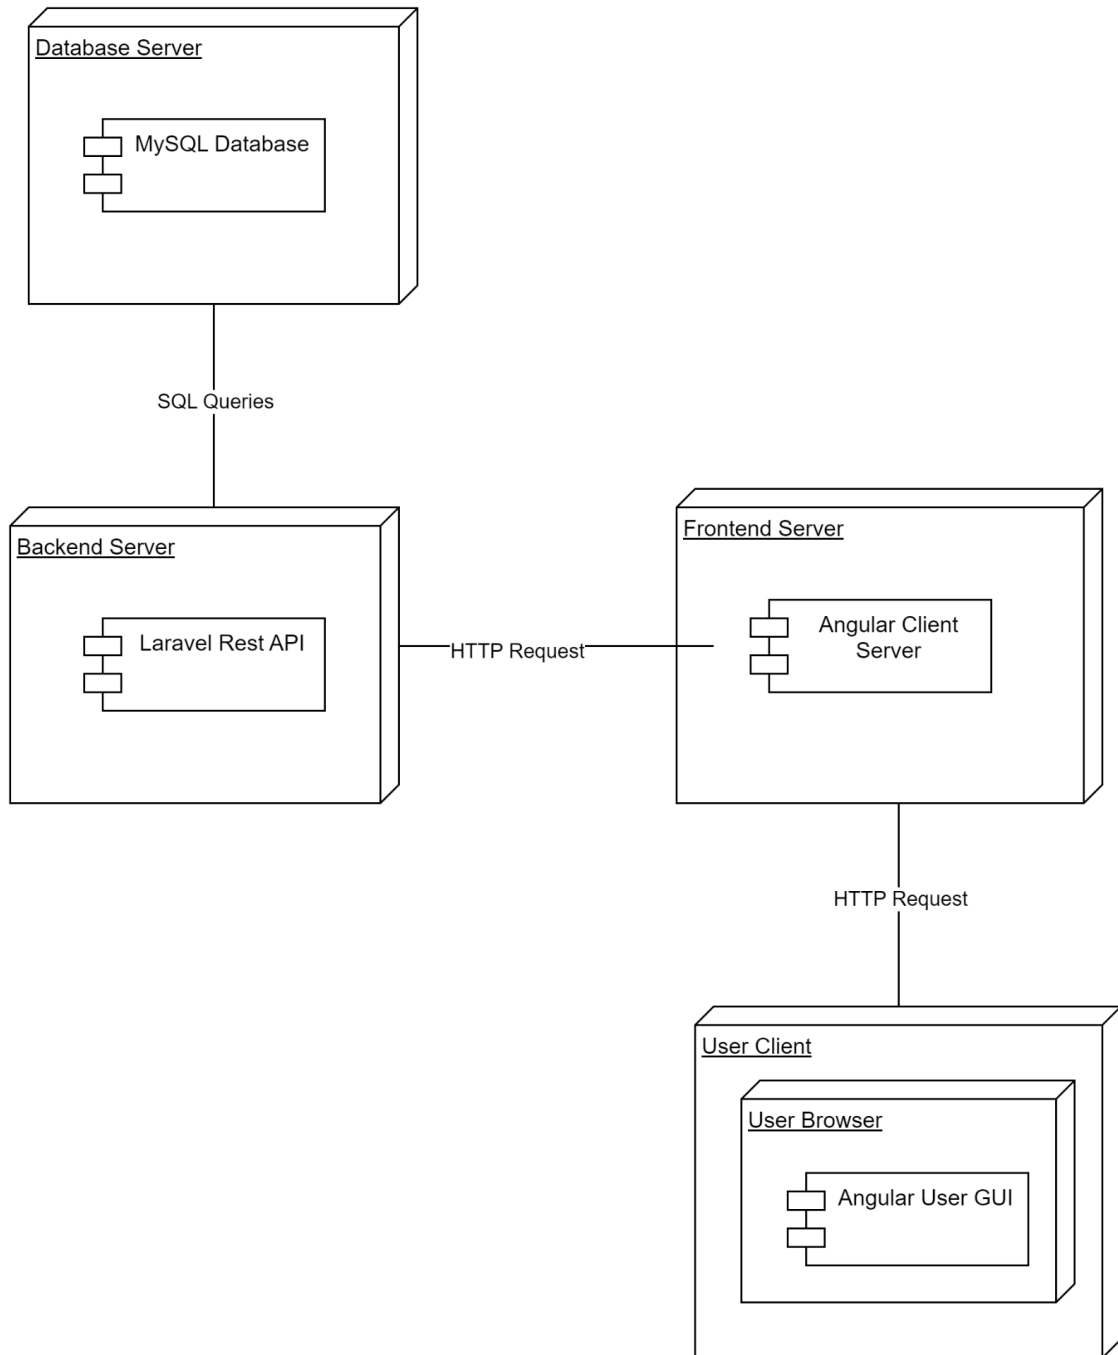 Database Server
MySQL Database
SQL Queries
Backend Server
Laravel Rest API
HTTP Request
Frontend Server
Angular Client
Server
HTTP Request
User Client
User Browser
Angular User GUI